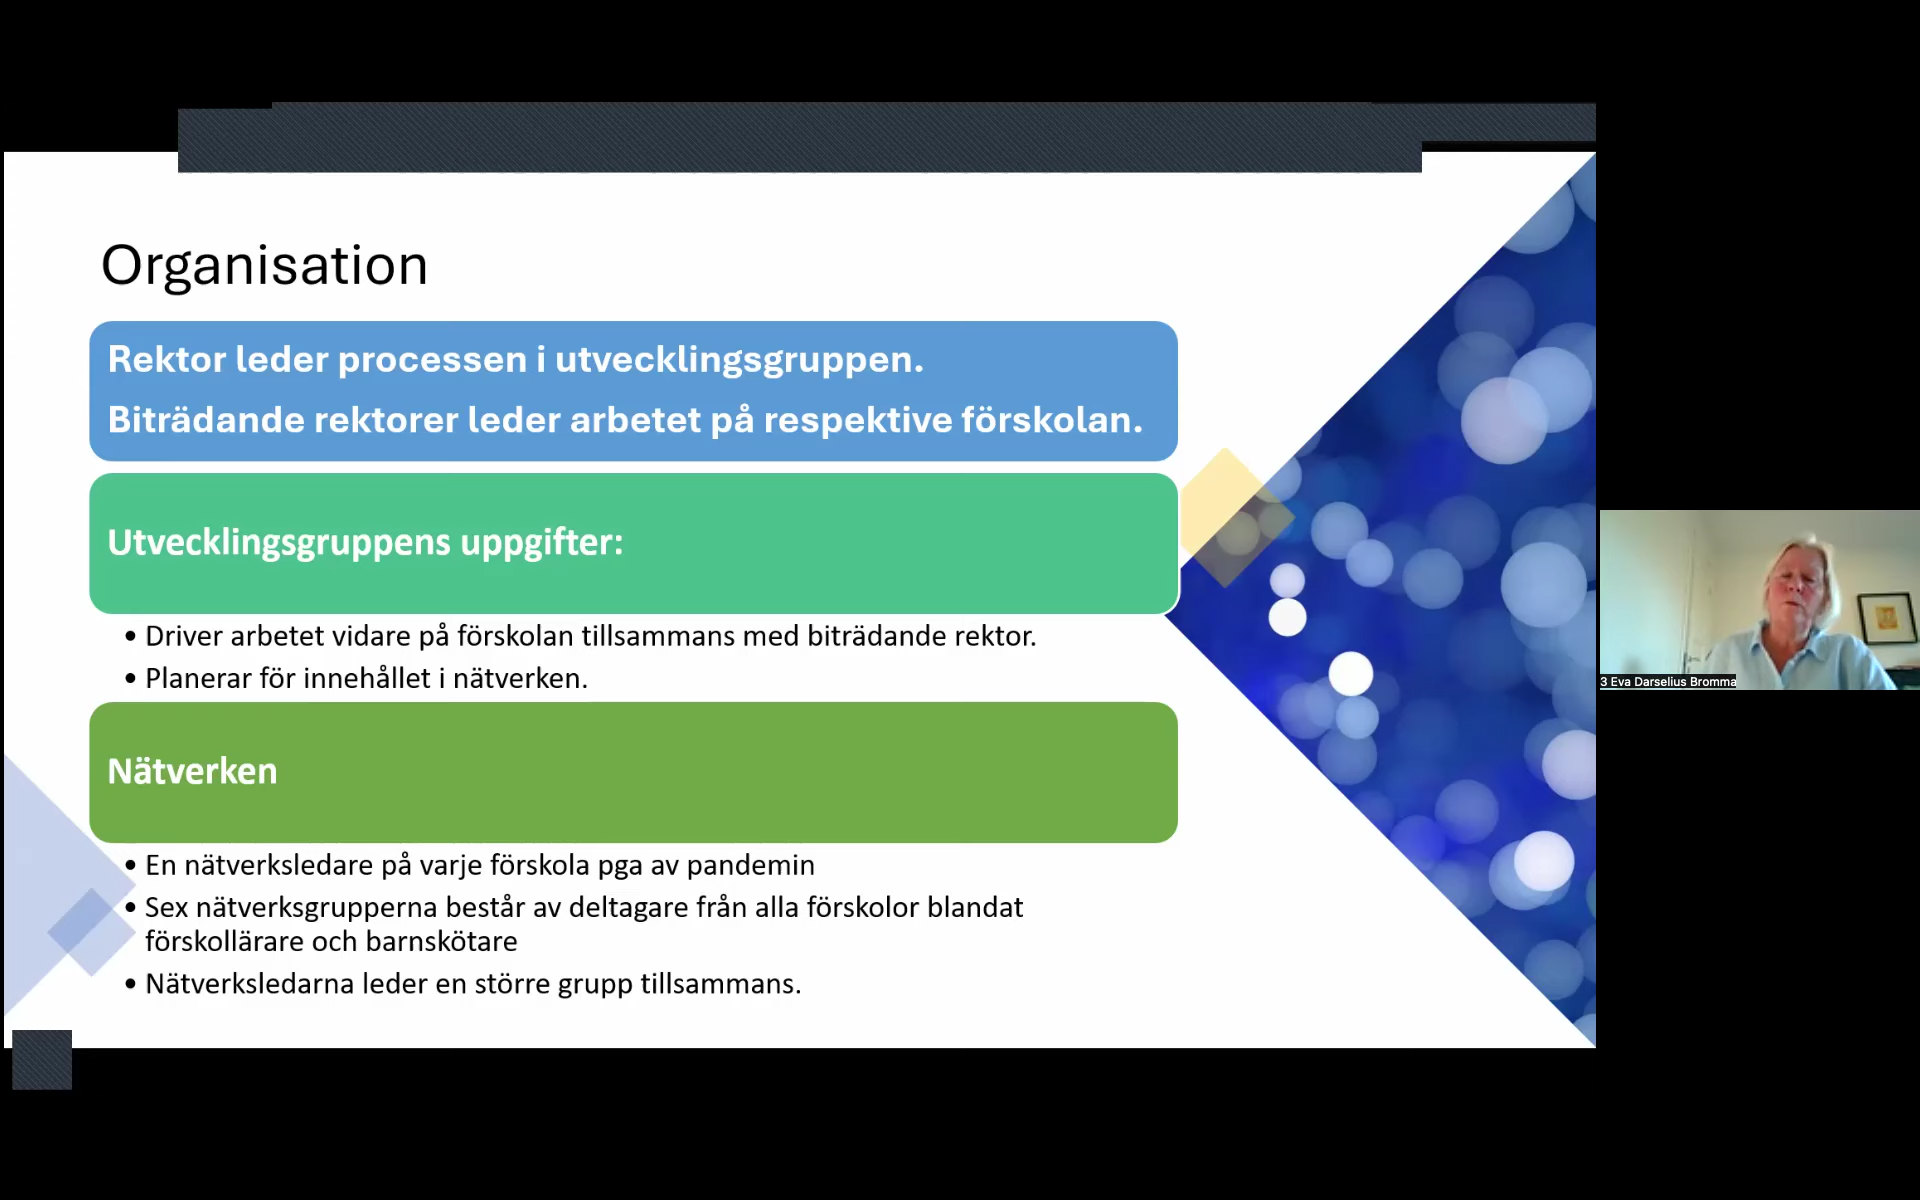 Organisation
Rektor leder processen i utvecklingsgruppen.
Biträdande rektorer leder arbetet på respektive förskolan.
Utvecklingsgruppens uppgifter:
• Driver arbetet vidare på förskolan tillsammans med biträdande rektor.
• Planerar för innehållet i nätverken.
Nätverken
• En nätverksledare på varje förskola pga av pandemin
• Sex nätverksgrupperna består av deltagare från alla förskolor blandat
förskollärare och barnskötare
• Nätverksledarna leder en större grupp tillsammans.
3 Eva Darselius Bromma